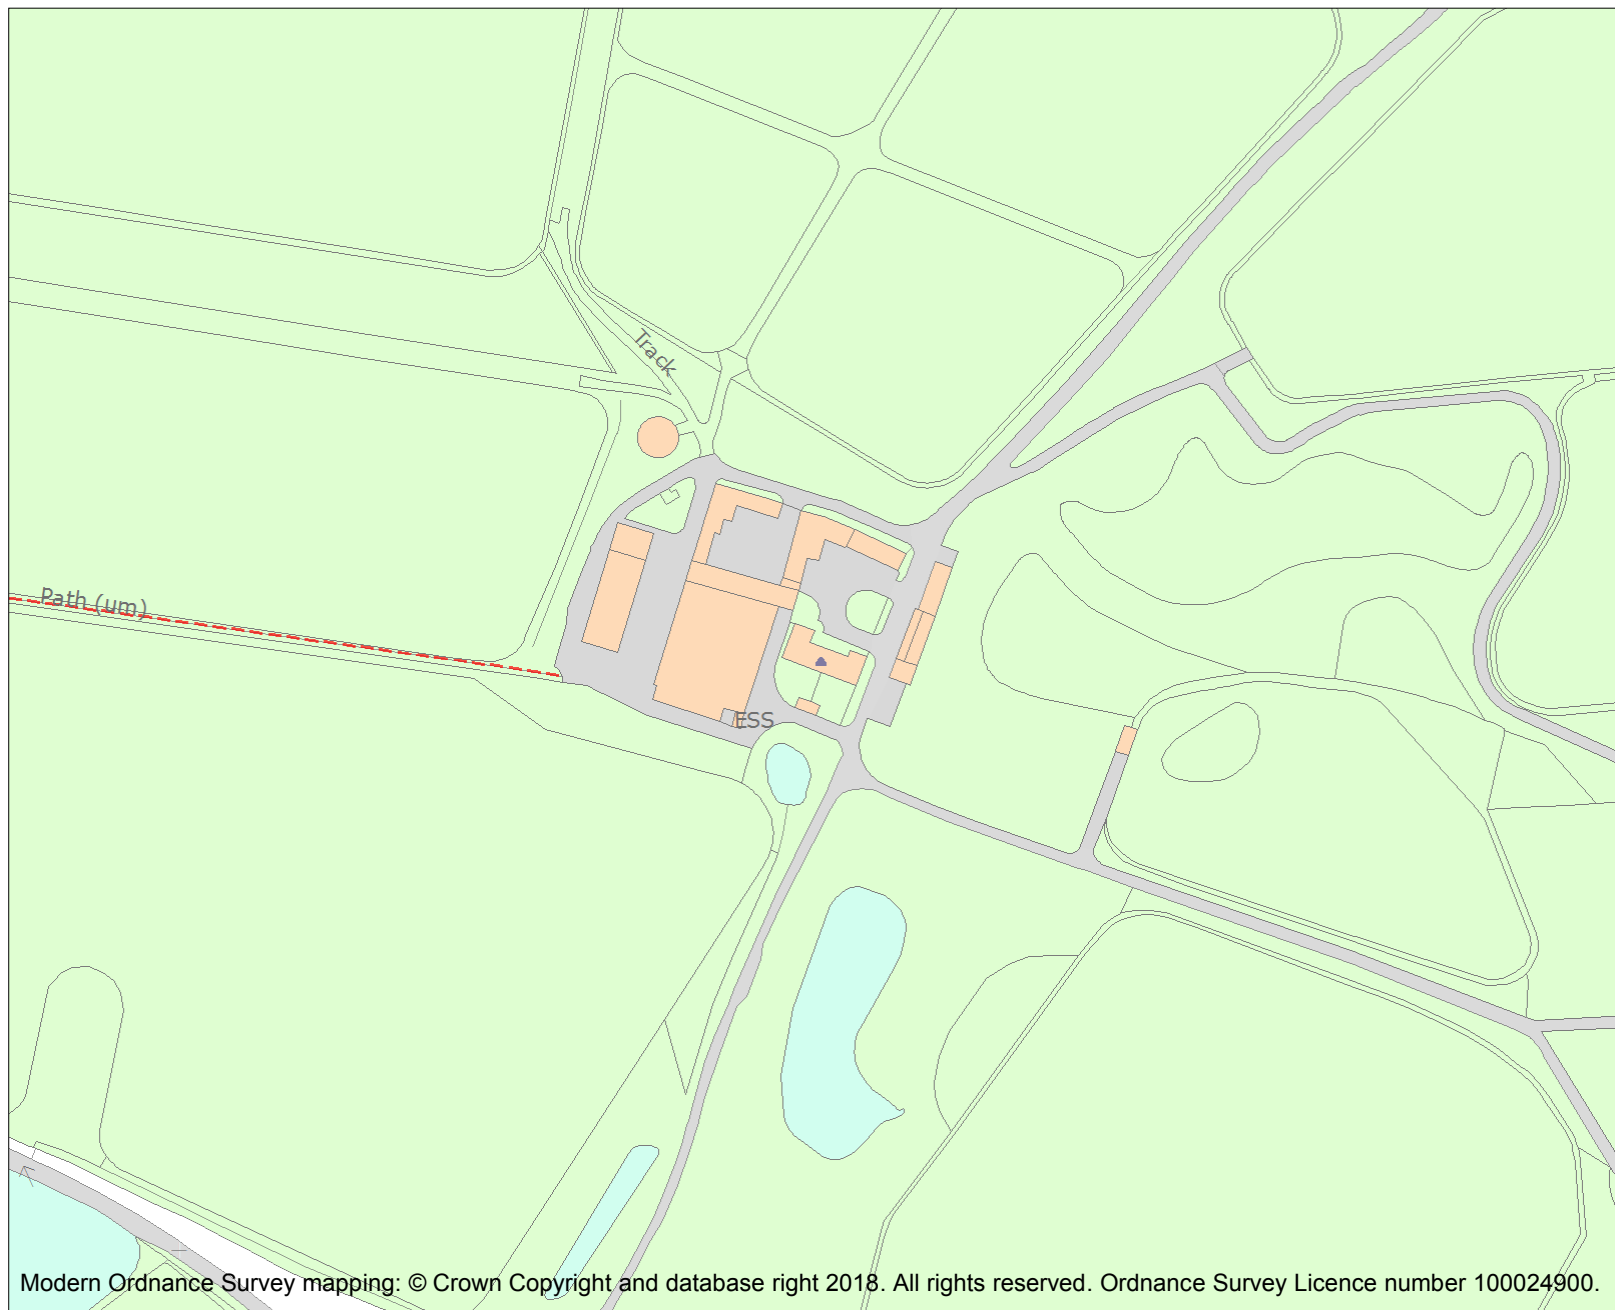 Track
Path (um)
ESS
Modern Ordnance Survey mapping: © Crown Copyright and database right 2018. All rights reserved. Ordnance Survey Licence number 100024900.